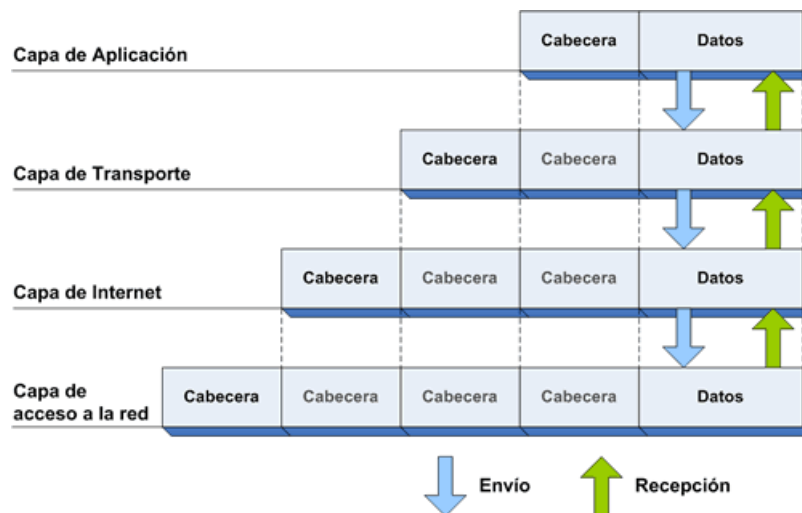 Capa de Aplicación
Cabecera Datos
Capa de Transporte
Cabecera Cabecera Datos
Capa de Internet
Cabecera Cabecera Cabecera Datos
Capa de
acceso a la red
Cabecera Cabecera Cabecera Cabecera Datos
Envío Recepción